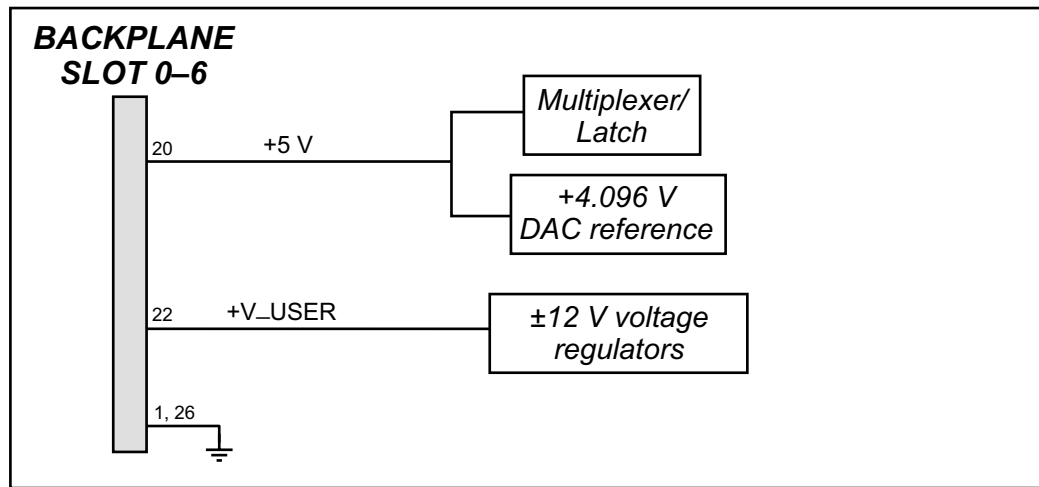 BACKPLANE
SLOT 0–6
20
+5 V
Multiplexer/
Latch
+4.096 V
DAC reference
22
+V_USER
±12 V voltage
regulators
1, 26